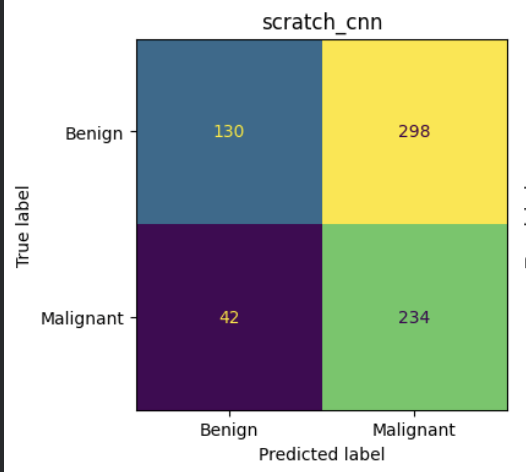 scratch_cnn
True label
Benign
130 298
Malignant
42 234
Benign Malignant
Predicted label